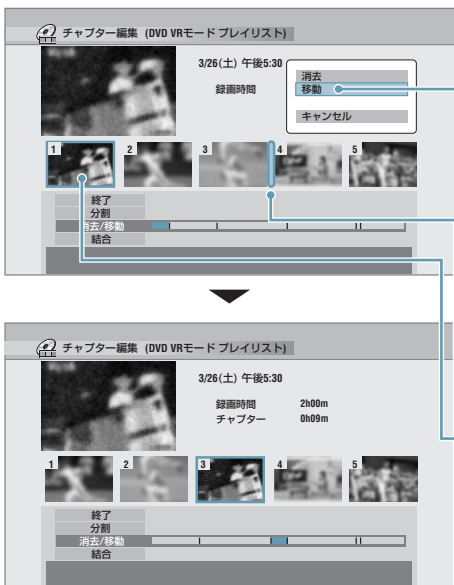 チャプター編集 (DVD VRモード プレイリスト)
3/26(土) 午後5:30
録画時間
消去
移動
キャンセル
1 2 3 4 5
終了
分割
消去/移動
結合
チャプター編集 (DVD VRモード プレイリスト)
3/26(土) 午後5:30
録画時間 2h00m
チャプター 0h09m
1 2 3 4 5
終了
分割
消去/移動
結合